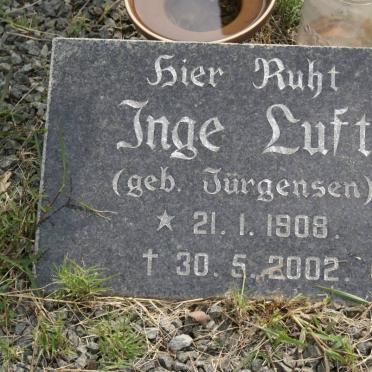 Hier Ruht
Inge Luft
(geb. Jürgensen)
★ 21. 1. 1908.
† 30. 5. 2002.